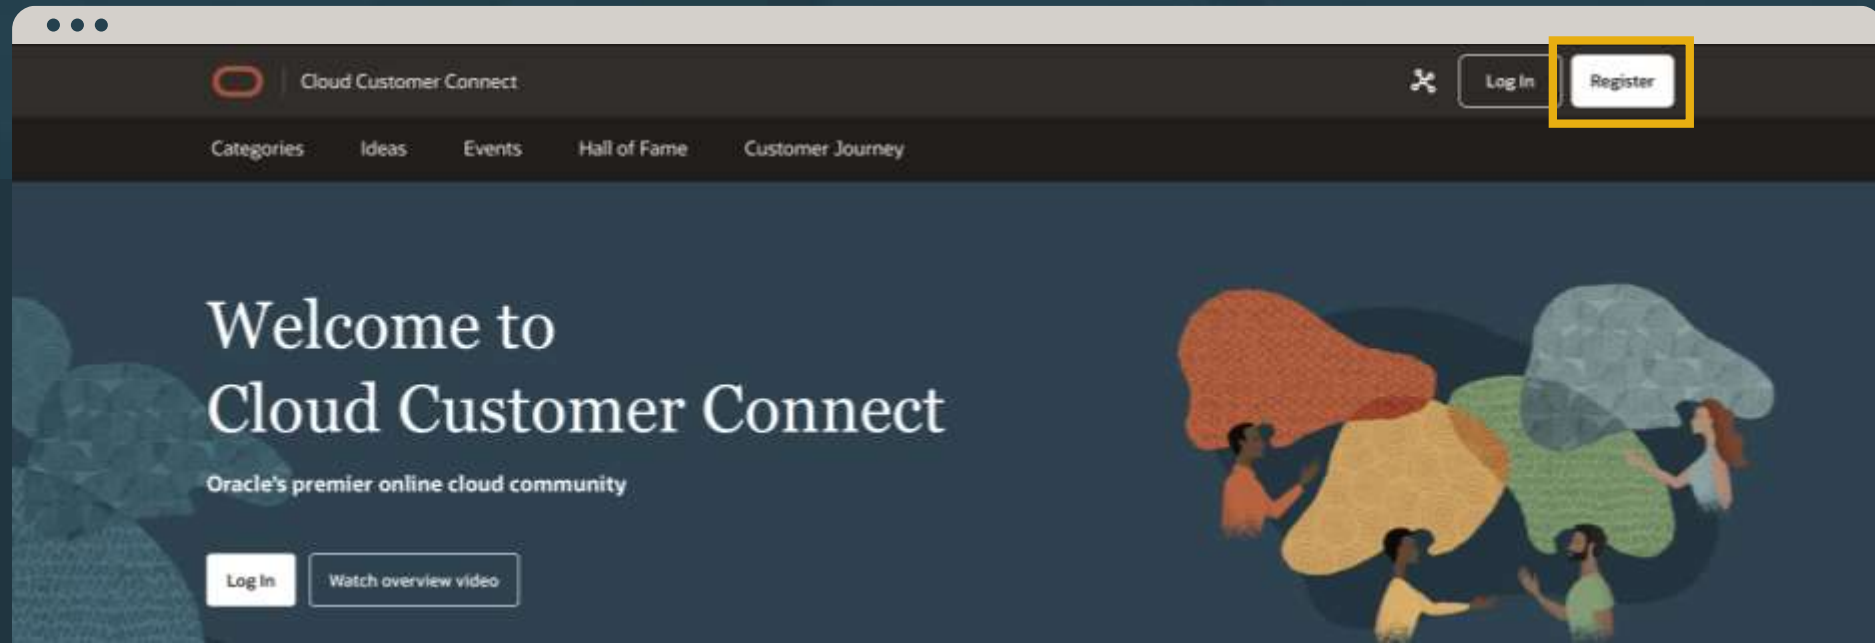 Cloud Customer Connect
Log In
Register
Categories
Ideas
Events
Hall of Fame
Customer Journey
Welcome to
Cloud Customer Connect
Oracle's premier online cloud community
Log In
Watch overview video